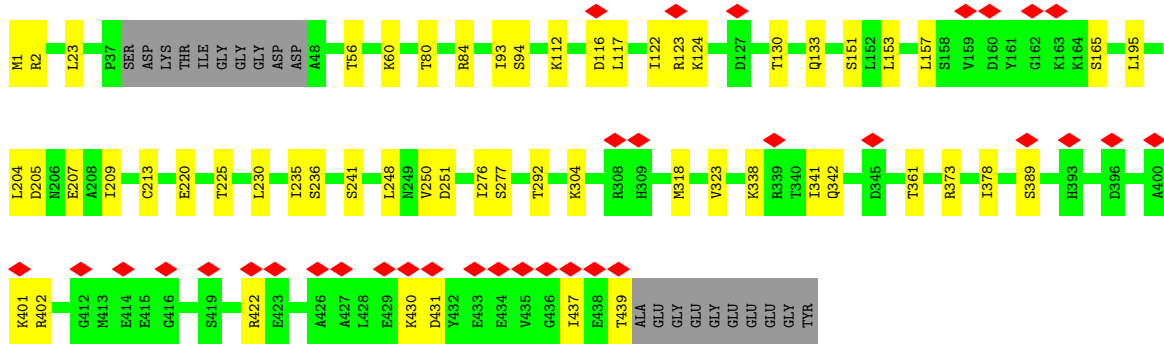 M1 R2 L23 P37 SER ASP LYS THR ILE GLY GLY GLY ASP ASP A48 T56 K60 T80 R84 I93 S94 K112 D116 L117 I122 R123 K124 D127 T130 Q133 S151 L152 L153 L157 S158 V159 D160 Y161 G162 K163 K164 S165 L195
L204 D205 N206 E207 A208 I209 C213 E220 T225 L230 I235 S236 S241 L248 N249 V250 D251 I276 S277 T292 K304 R308 H309 M318 V323 K338 R339 T340 I341 Q342 D345 T361 R373 I378 S389 H393 D396 A400
K401 R402 G412 M413 E414 E415 G416 S419 R422 E423 A426 A427 L428 E429 K430 D431 Y432 E433 E434 V435 G436 I437 E438 T439 ALA GLU GLY GLU GLY GLU GLU GLU GLY TYR